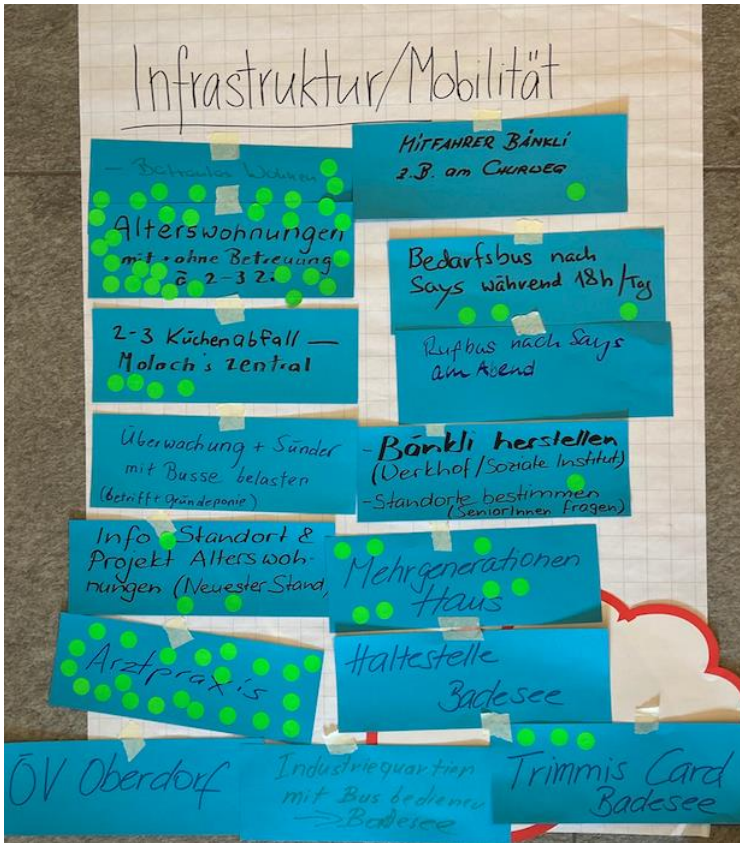 Infrastruktur/Mobilität
- Betreutes Wohnen
Alterswohnungen
mit + ohne Betreuung
à 2-3 Z.
2-3 Küchenabfall —
Moloch's zentral
Überwachung + Sünder
mit Busse belasten
(betrifft Gründeponie)
Info Standort &
Projekt Alterswoh-
nungen (Neuester Stand)
Arztpraxis
ÖV Oberdorf
MITFAHRER BÄNKLI
z.B. am CHURWEG
Bedarfsbus nach
Says während 18h/Tag
Rufbus nach Says
am Abend
- Bänkli herstellen
(Werkhof/Soziale Institut.)
- Standorte bestimmen
(SeniorInnen fragen)
Mehrgenerationen
Haus
Haltestelle
Badesee
Industriequartier
mit Bus bedienen
→ Badesee
Trimmis Card
Badesee